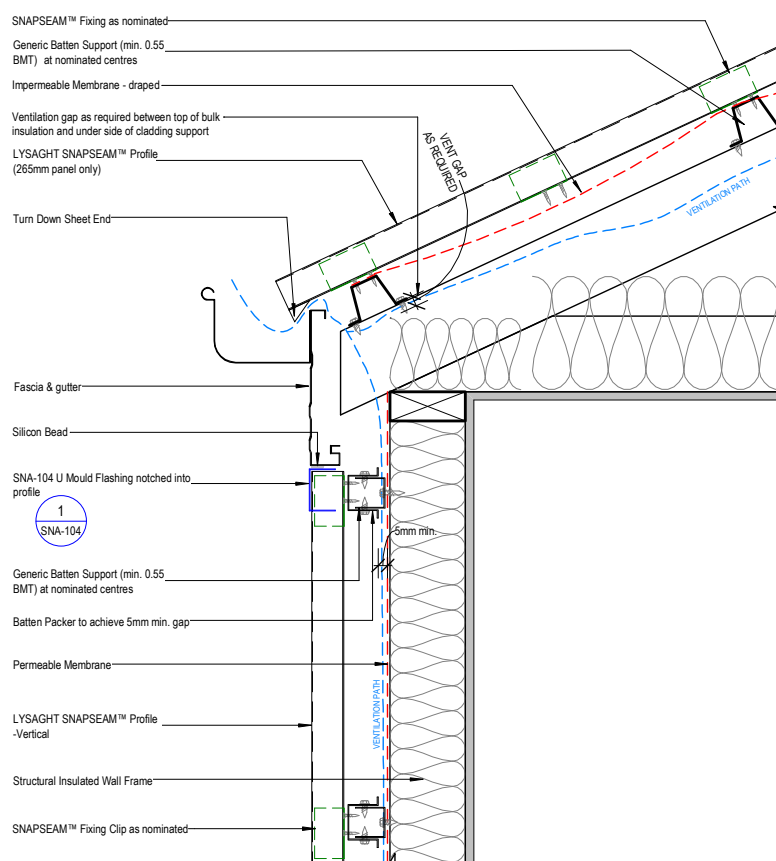 SNAPSEAM™ Fixing as nominated
Generic Batten Support (min. 0.55
BMT) at nominated centres
Impermeable Membrane - draped
Ventilation gap as required between top of bulk
insulation and under side of cladding support
LYSAGHT SNAPSEAM™ Profile
(265mm panel only)
Turn Down Sheet End
VENT GAP
AS REQUIRED
VENTILATION PATH
Fascia & gutter
Silicon Bead
SNA-104 U Mould Flashing notched into
profile
1
SNA-104
5mm min.
Generic Batten Support (min. 0.55
BMT) at nominated centres
Batten Packer to achieve 5mm min. gap
Permeable Membrane
VENTILATION PATH
LYSAGHT SNAPSEAM™ Profile
-Vertical
Structural Insulated Wall Frame
SNAPSEAM™ Fixing Clip as nominated